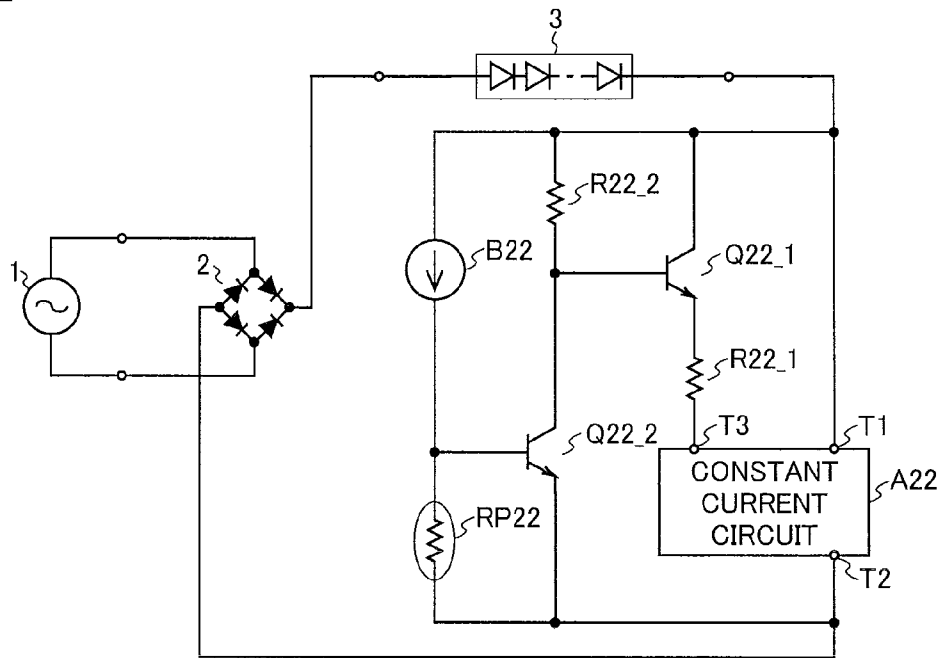 3
R22_2
B22
Q22_1
1
2
R22_1
Q22_2
T3
T1
CONSTANT
CURRENT
CIRCUIT
A22
RP22
T2